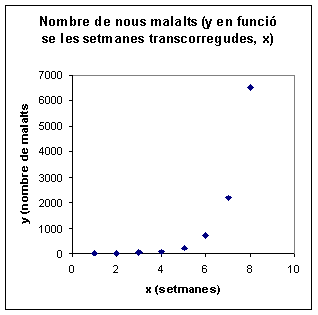 Nombre de nous malalts (y en funció
se les setmanes transcorregudes, x)
7000
6000
5000
4000
3000
2000
1000
0
y (nombre de malalts
0 2 4 6 8 10
x (setmanes)